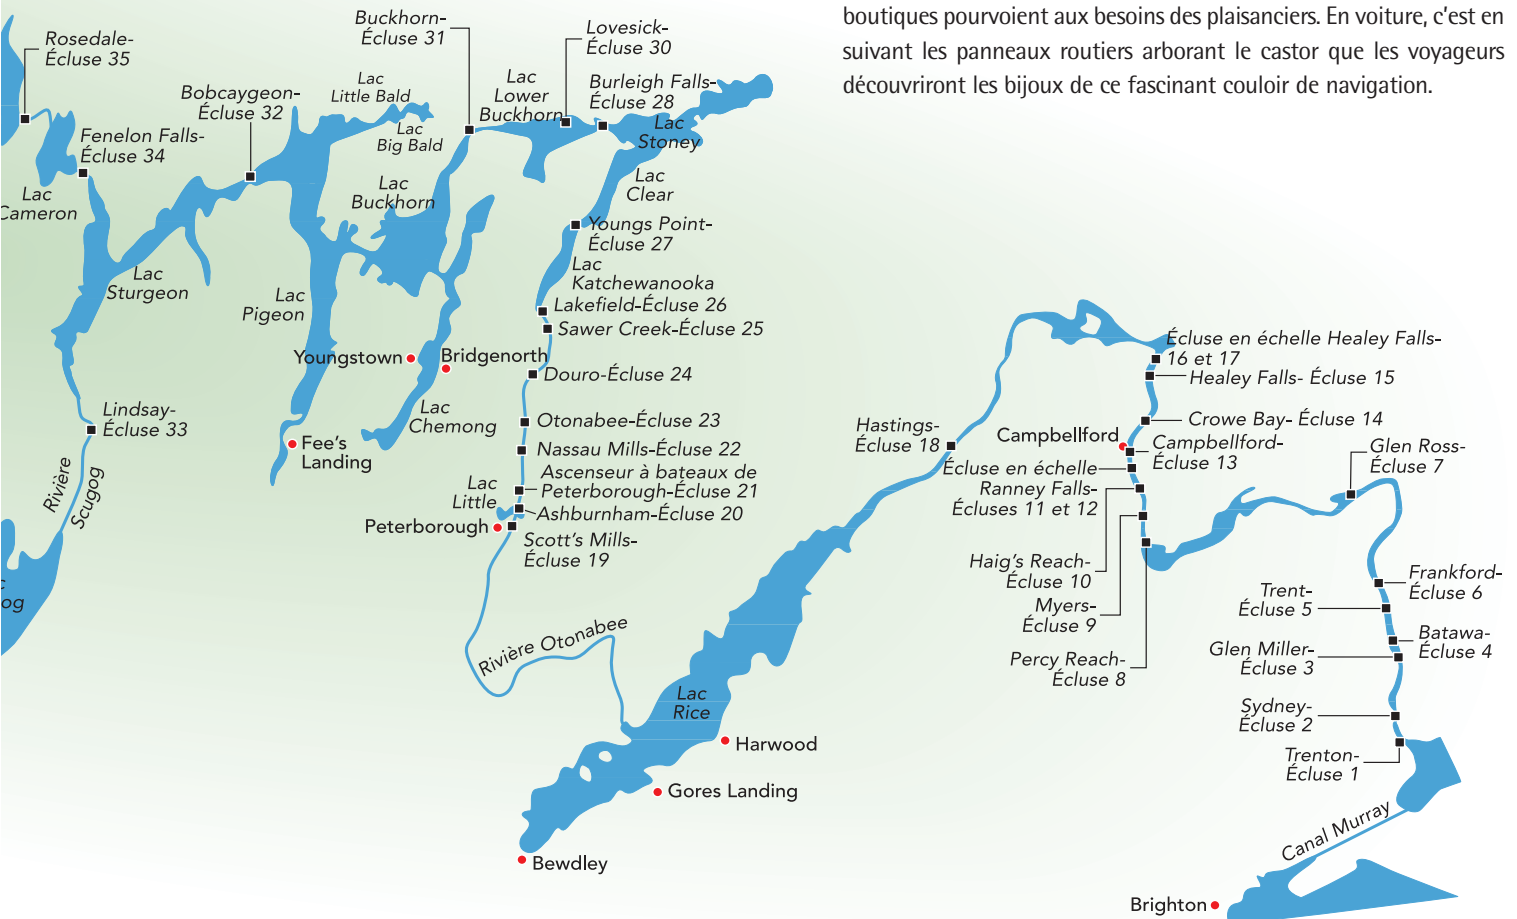 boutiques pourvoient aux besoins des plaisanciers. En voiture, c'est en
suivant les panneaux routiers arborant le castor que les voyageurs
découvriront les bijoux de ce fascinant couloir de navigation.
Rosedale-
Écluse 35
Buckhorn-
Écluse 31
Lovesick-
Écluse 30
Bobcaygeon-
Écluse 32
Lac
Little Bald
Lac
Lower
Buckhorn
Burleigh Falls-
Écluse 28
Fenelon Falls-
Écluse 34
Lac
Big Bald
Lac
Stoney
Lac
Cameron
Lac
Buckhorn
Lac
Clear
Youngs Point-
Écluse 27
Lac
Sturgeon
Lac
Pigeon
Lac
Katchewanooka
Lakefield-Écluse 26
Sawer Creek-Écluse 25
Youngstown
Bridgenorth
Douro-Écluse 24
Lindsay-
Écluse 33
Lac
Chemong
Otonabee-Écluse 23
Fee's
Landing
Nassau Mills-Écluse 22
Rivière
Scugog
Ascenseur à bateaux de
Peterborough-Écluse 21
Lac
Little
Ashburnham-Écluse 20
Peterborough
Scott's Mills-
Écluse 19
og
Rivière Otonabee
Lac
Rice
Harwood
Gores Landing
Bewdley
Écluse en échelle Healey Falls-
16 et 17
Healey Falls- Écluse 15
Hastings-
Écluse 18
Crowe Bay- Écluse 14
Campbellford
Campbellford-
Écluse 13
Glen Ross-
Écluse 7
Écluse en échelle
Ranney Falls-
Écluses 11 et 12
Haig's Reach-
Écluse 10
Myers-
Écluse 9
Percy Reach-
Écluse 8
Frankford-
Écluse 6
Trent-
Écluse 5
Batawa-
Écluse 4
Glen Miller-
Écluse 3
Sydney-
Écluse 2
Trenton-
Écluse 1
Canal Murray
Brighton